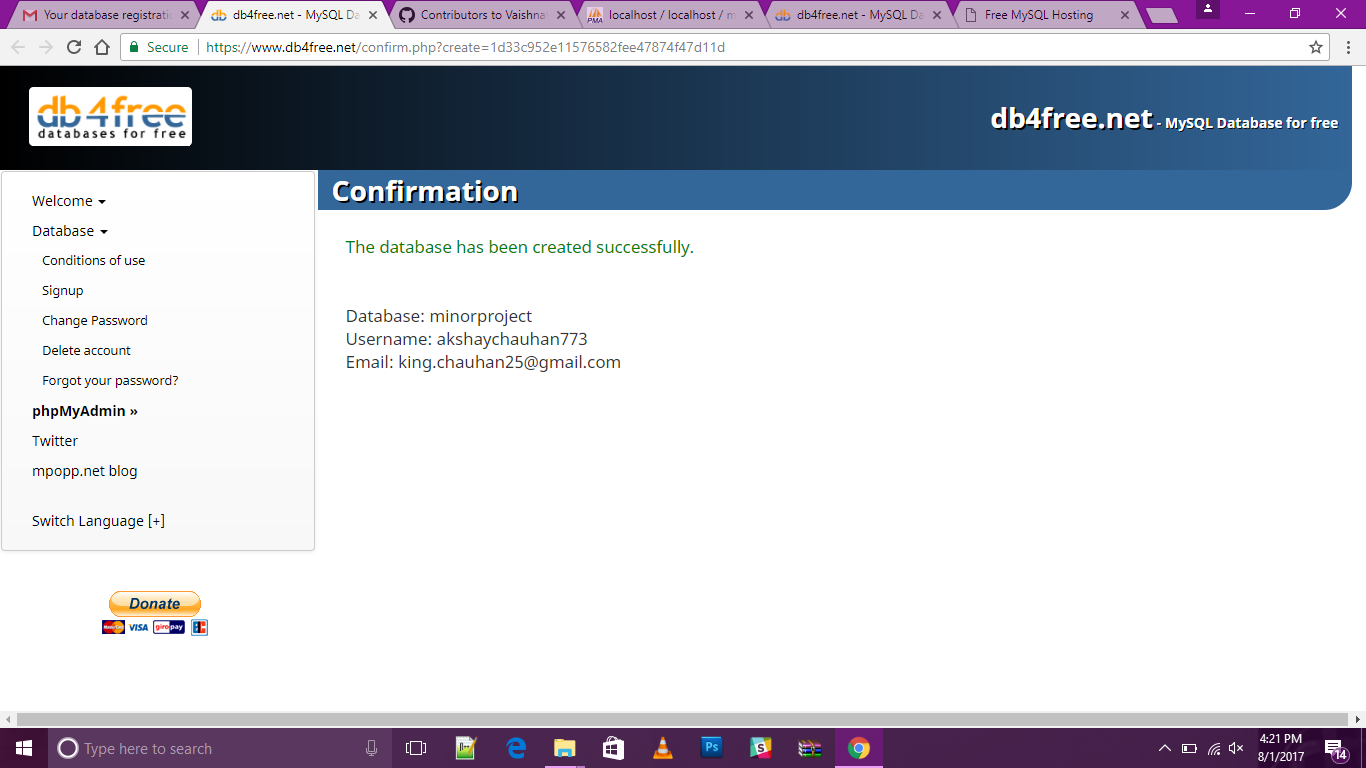 Your database registrati
db4free.net - MySQL Da
Contributors to Vaishna
localhost / localhost / m
db4free.net - MySQL Da
Free MySQL Hosting
Secure
https://www.db4free.net/confirm.php?create=1d33c952e11576582fee47874f47d11d
db4free
databases for free
db4free.net - MySQL Database for free
Welcome
Database
Conditions of use
Signup
Change Password
Delete account
Forgot your password?
phpMyAdmin »
Twitter
mpopp.net blog
Switch Language [+]
Donate
MasterCard VISA giropay
Confirmation
The database has been created successfully.
Database: minorproject
Username: akshaychauhan773
Email: king.chauhan25@gmail.com
Type here to search
Ps
4:21 PM
8/1/2017
14